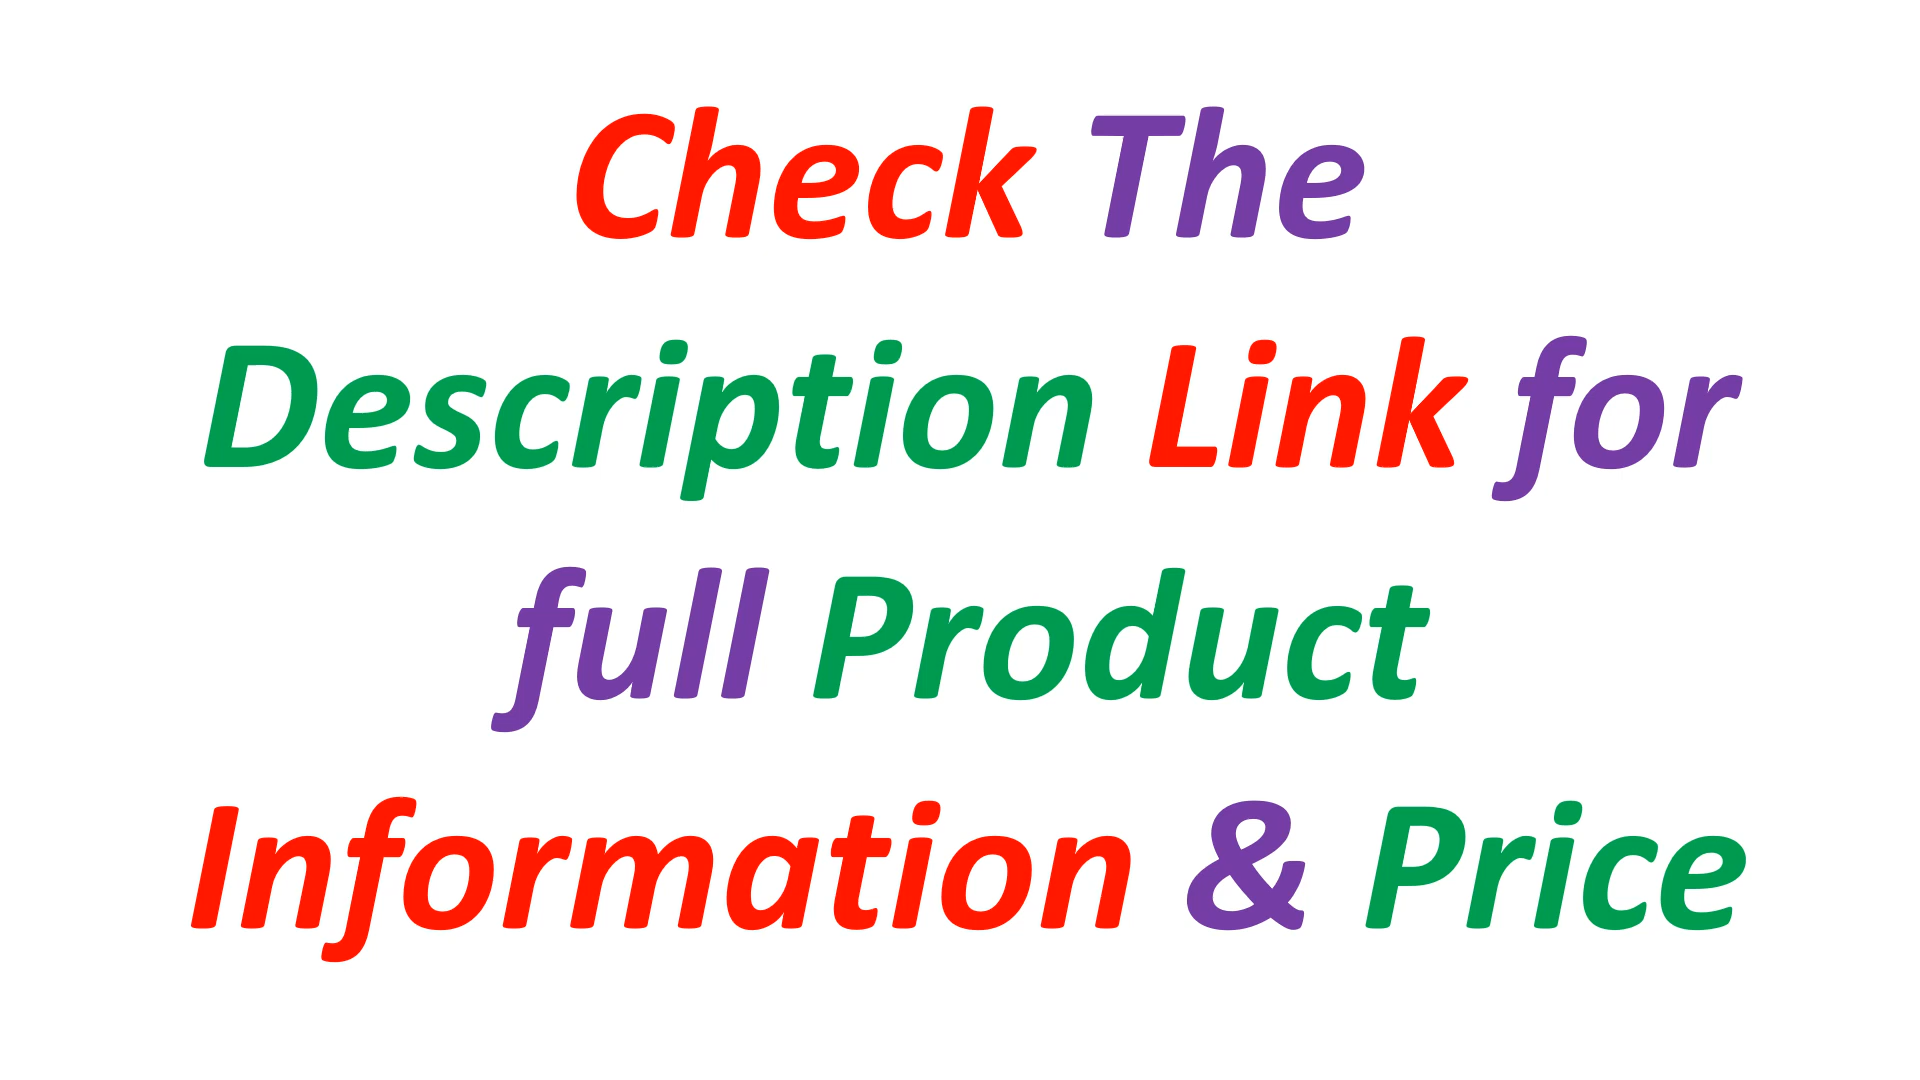 Check The
Description Link for
full Product
Information & Price